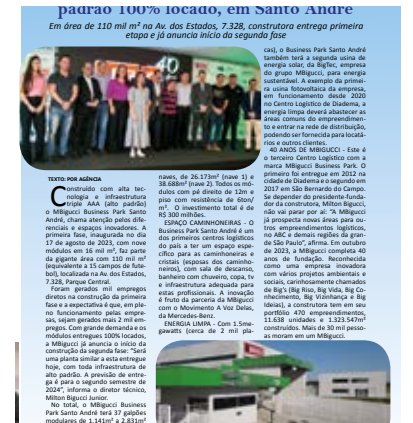 padrão 100% locado, em Santo André
Em área de 110 mil m² na Av. dos Estados, 7.328, construtora entrega primeira
etapa e já anuncia início da segunda fase
TEXTO: POR AGÊNCIA
Construído com alta tec-
nologia e infraestrutura
triple AAA (alto padrão)
o MBigucci Business Park Santo
André, chama atenção pelos dife-
renciais e espaços inovadores. A
primeira fase, inaugurada no dia
17 de agosto de 2023, com nove
módulos em 16 mil m², faz parte
da gigante área com 110 mil m²
(equivalente a 15 campos de fute-
bol), localizada na Av. dos Estados,
7.328, Parque Central.
Foram gerados mil empregos
diretos na construção da primeira
fase e a expectativa é que, em ple-
no funcionamento pelas empre-
sas, sejam gerados mais 2 mil em-
pregos. Com grande demanda e os
módulos entregues 100% locados,
a MBigucci já anuncia o início da
construção da segunda fase: "Será
uma planta similar a esta entregue
hoje, com toda infraestrutura de
alto padrão. A previsão de entre-
ga é para o segundo semestre de
2024", informa o diretor técnico,
Milton Bigucci Junior.
No total, o MBigucci Business
Park Santo André terá 37 galpões
modulares de 1.141m² a 2.831m²
naves, de 26.173m² (nave 1) e
38.688m² (nave 2). Todos os mó-
dulos com pé direito de 12m e
piso com resistência de 6ton/
m². O investimento total é de
R$ 300 milhões.
ESPAÇO CAMINHONEIRAS - O
Business Park Santo André é um
dos primeiros centros logísticos
do país a ter um espaço espec-
ífico para as caminhoneiras e
cristais (esposas dos caminho-
neiros), com sala de descanso,
banheiro com chuveiro, copa, tv
e infraestrutura adequada para
estas profissionais. A inovação
é fruto da parceria da MBigucci
com o Movimento A Voz Delas,
da Mercedes-Benz.
ENERGIA LIMPA - Com 1.5me-
gawatts (cerca de 2 mil pla-
cas), o Business Park Santo André
também terá a segunda usina de
energia solar, da BigTec, empresa
do grupo MBigucci, para energia
sustentável. A exemplo da primei-
ra usina fotovoltaica da empresa,
em funcionamento desde 2020
no Centro Logístico de Diadema, a
energia limpa deverá abastecer as
áreas comuns do empreendimen-
to e entrar na rede de distribuição,
podendo ser fornecida para locatá-
rios e outros clientes.
40 ANOS DE MBIGUCCI - Este é
o terceiro Centro Logístico com a
marca MBigucci Business Park. O
primeiro foi entregue em 2012 na
cidade de Diadema e o segundo em
2017 em São Bernardo do Campo.
Se depender do presidente-funda-
dor da construtora, Milton Bigucci,
não vai parar por aí: "A MBigucci
já prospecta novas áreas para ou-
tros empreendimentos logísticos,
no ABC e demais regiões da gran-
de São Paulo", afirma. Em outubro
de 2023, a MBigucci completa 40
anos de fundação. Reconhecida
como uma empresa inovadora
com vários projetos ambientais e
sociais, carinhosamente chamados
de Big's (Big Riso, Big Vida, Big Co-
nhecimento, Big Vizinhança e Big
Ideias), a construtora tem em seu
portfólio 470 empreendimentos,
11.638 unidades e 1.323.547m²
construídos. Mais de 30 mil pesso-
as moram em um MBigucci.